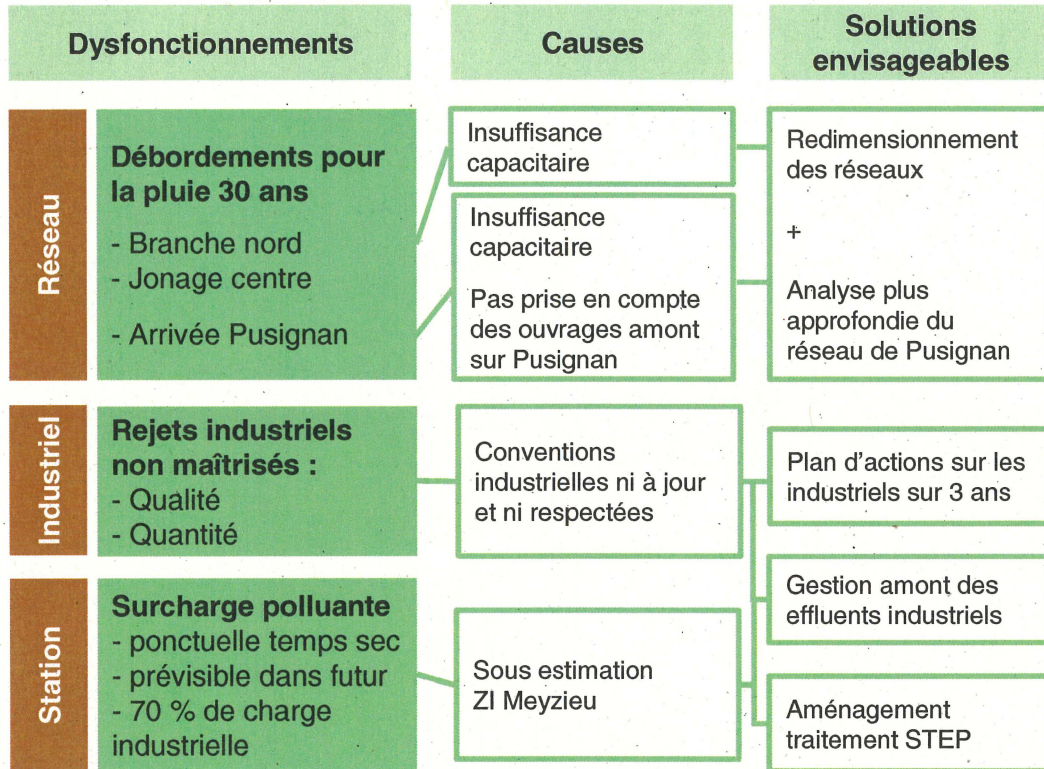 Dysfonctionnements
Causes
Solutions
envisageables
Réseau
Débordements pour
la pluie 30 ans
- Branche nord
- Jonage centre
- Arrivée Pusignan
Insuffisance
capacitaire
Insuffisance
capacitaire
Pas prise en compte
des ouvrages amont
sur Pusignan
Redimensionnement
des réseaux
+
Analyse plus
approfondie du
réseau de Pusignan
Industriel
Rejets industriels
non maîtrisés :
- Qualité
- Quantité
Conventions
industrielles ni à jour
et ni respectées
Plan d'actions sur les
industriels sur 3 ans
Gestion amont des
effluents industriels
Station
Surcharge polluante
- ponctuelle temps sec
- prévisible dans futur
- 70 % de charge
industrielle
Sous estimation
ZI Meyzieu
Aménagement
traitement STEP